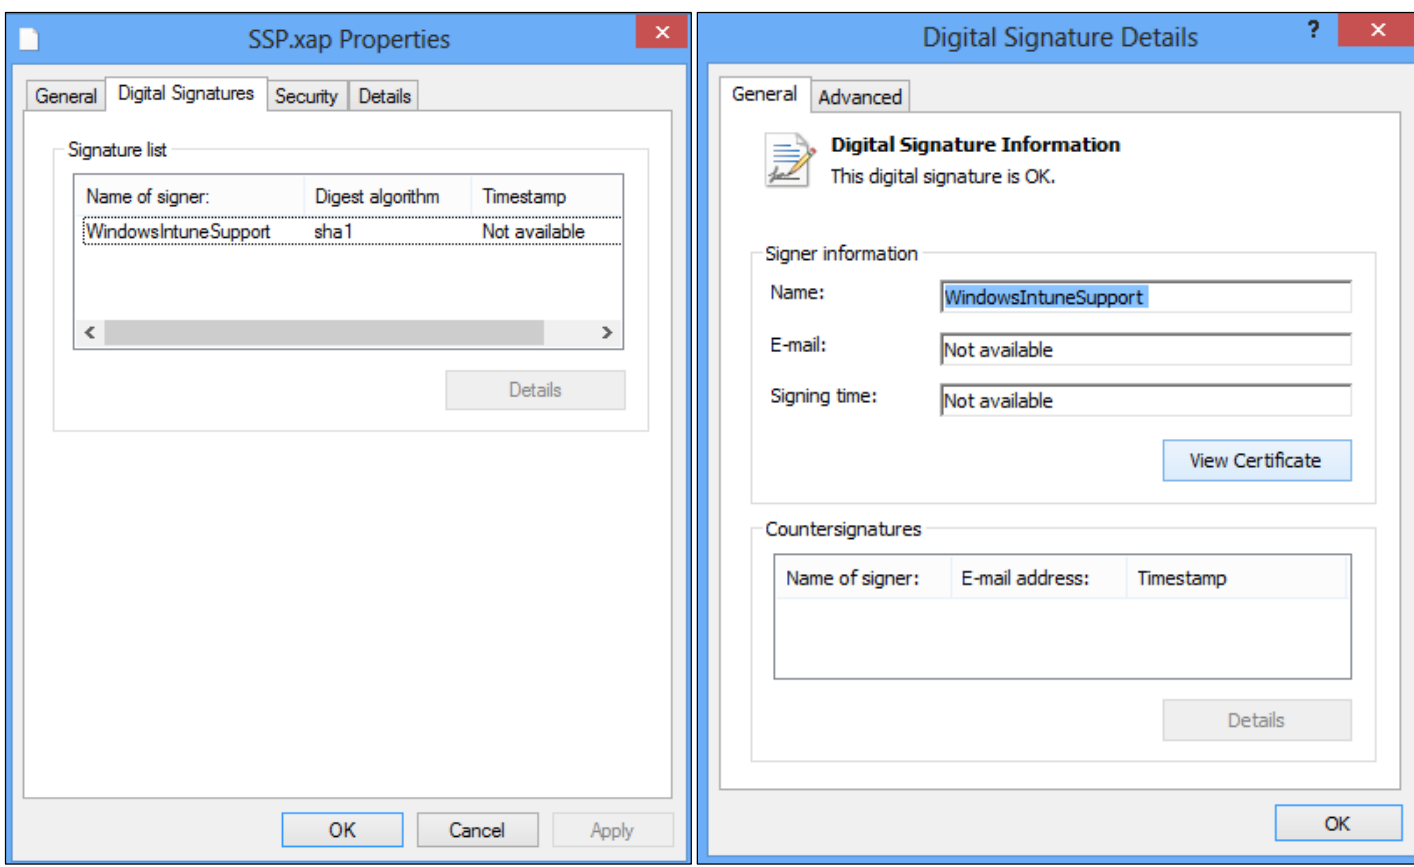 SSP.xap Properties
General Digital Signatures Security Details
Signature list
Name of signer: Digest algorithm Timestamp
WindowsIntuneSupport sha1 Not available
Details
OK Cancel Apply
Digital Signature Details
General Advanced
Digital Signature Information
This digital signature is OK.
Signer information
Name: WindowsIntuneSupport
E-mail: Not available
Signing time: Not available
View Certificate
Countersignatures
Name of signer: E-mail address: Timestamp
Details
OK